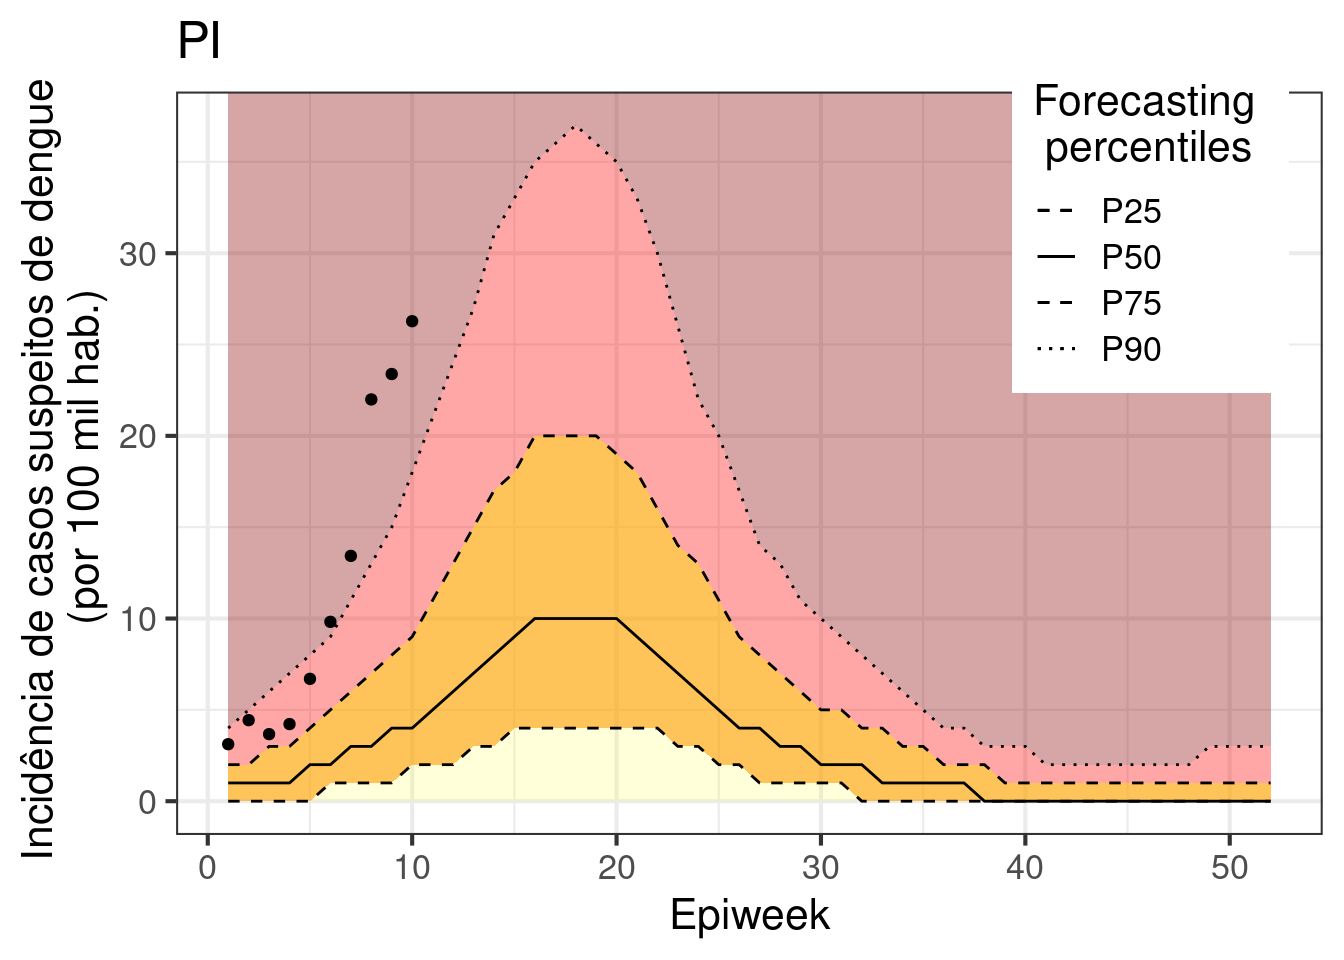 PI
Incidência de casos suspeitos de dengue
(por 100 mil hab.)
30
20
10
0
0 10 20 30 40 50
Epiweek
Forecasting
percentiles
P25
P50
P75
P90